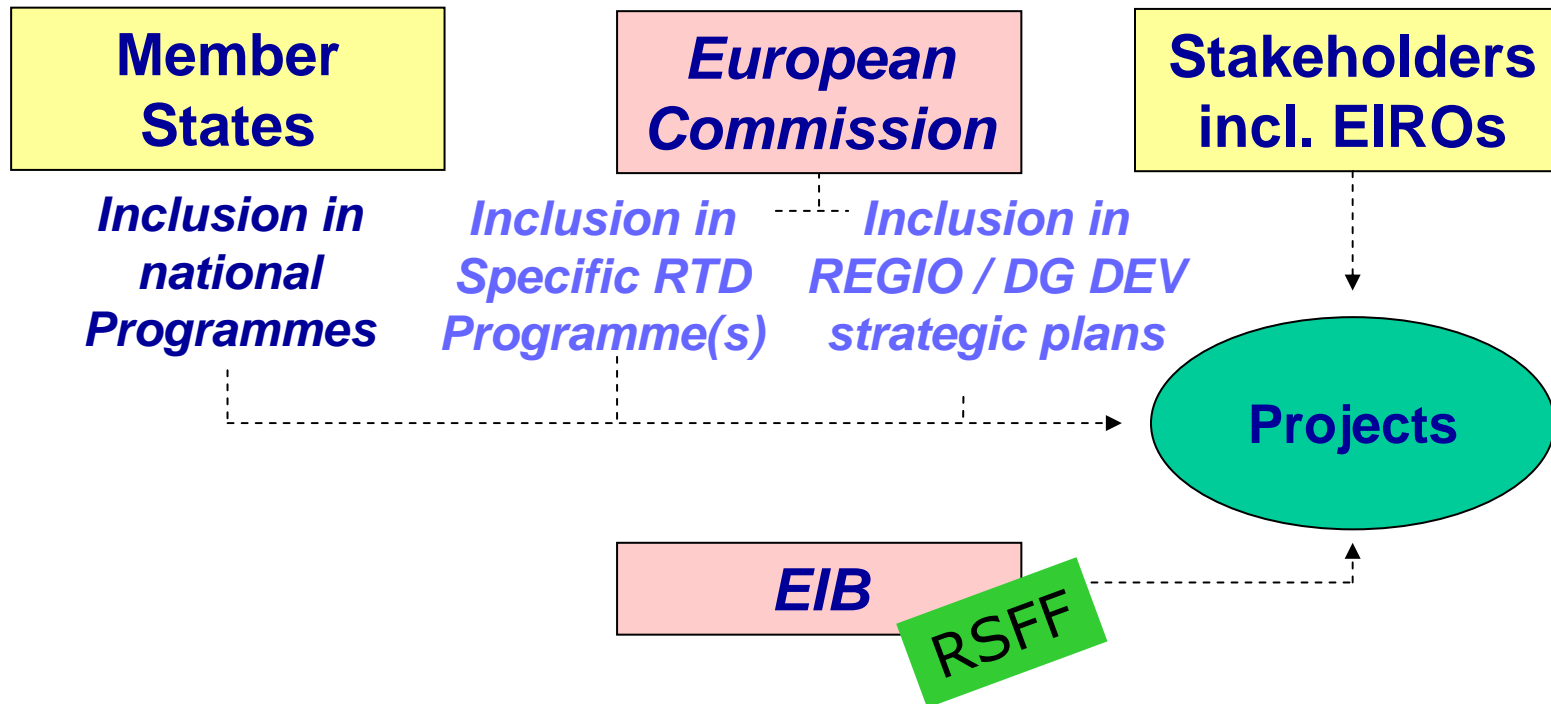 Member
States
European
Commission
Stakeholders
incl. EIROs
Inclusion in
national
Programmes
Inclusion in
Specific RTD
Programme(s)
Inclusion in
REGIO / DG DEV
strategic plans
Projects
EIB
RSFF